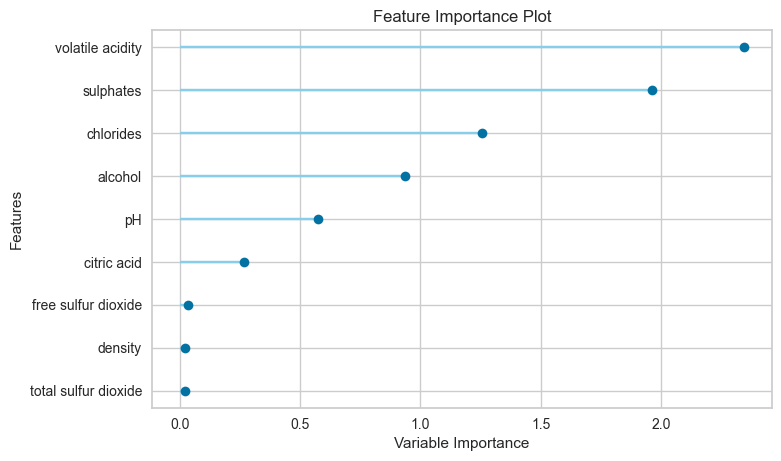 Feature Importance Plot
volatile acidity
sulphates
chlorides
alcohol
pH
citric acid
free sulfur dioxide
density
total sulfur dioxide
Features
0.0 0.5 1.0 1.5 2.0
Variable Importance